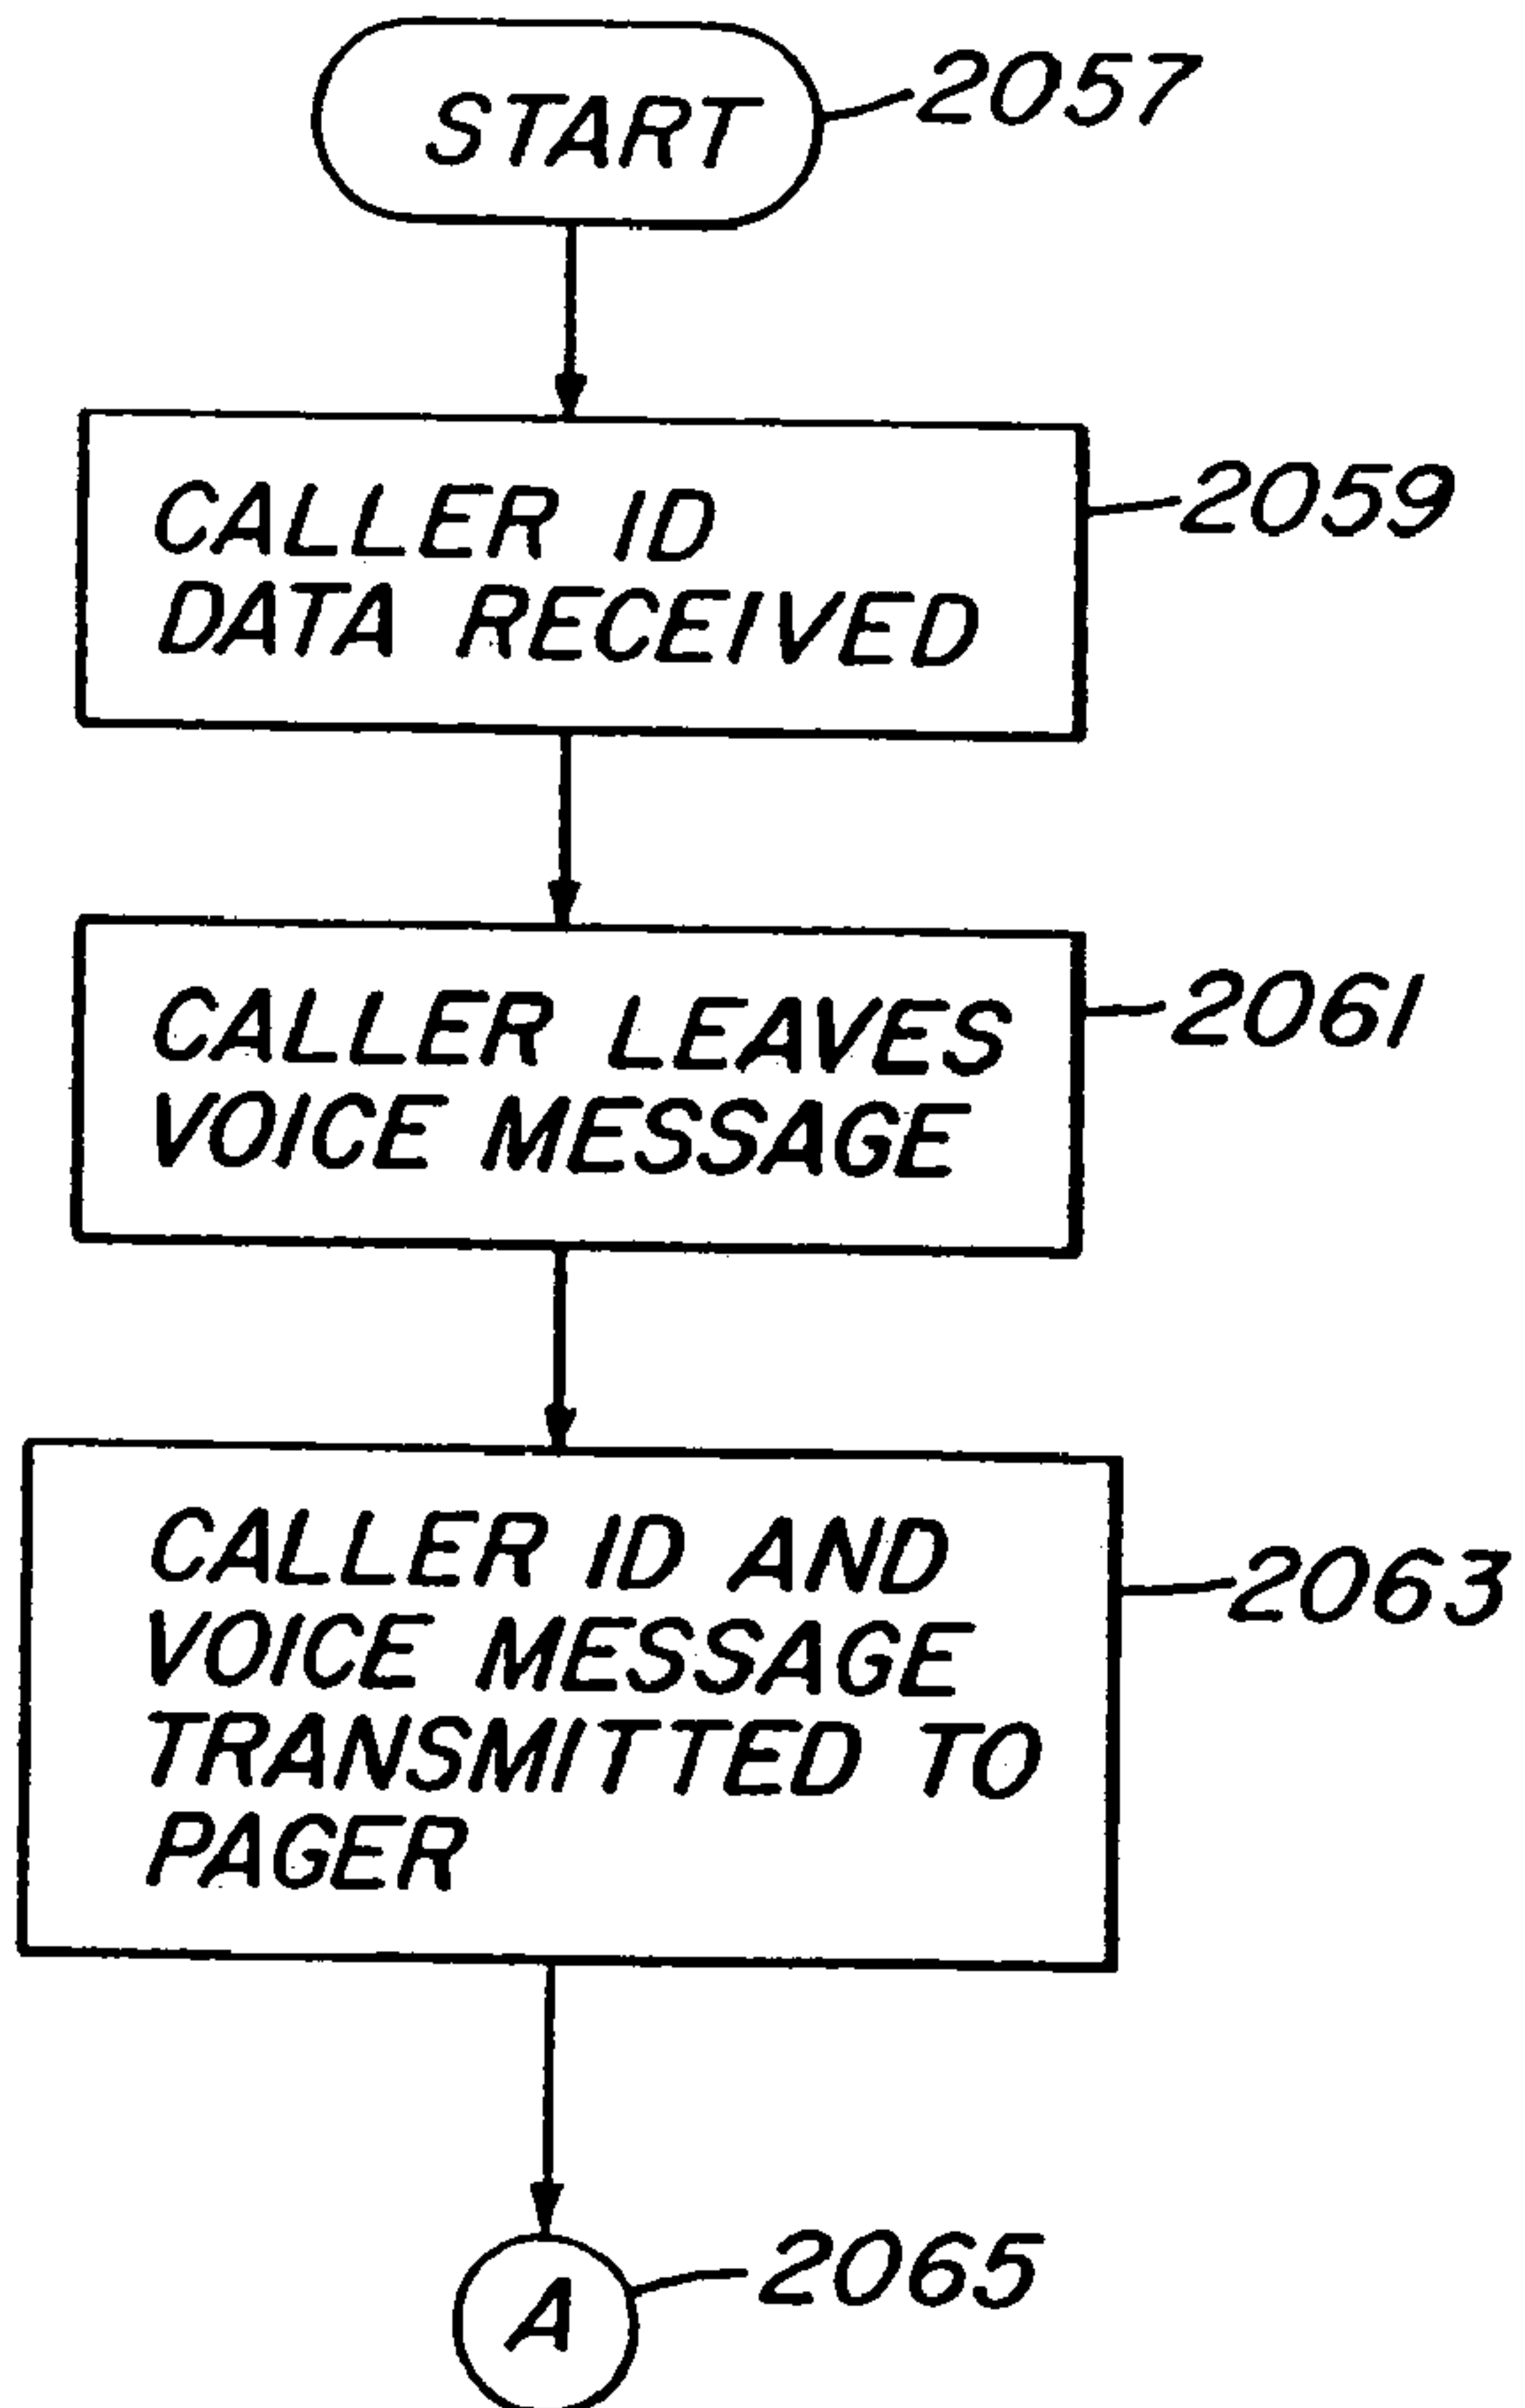 START
2057
CALLER ID
DATA RECEIVED
2059
CALLER LEAVES
VOICE MESSAGE
2061
CALLER ID AND
VOICE MESSAGE
TRANSMITTED TO
PAGER
2063
A
2065